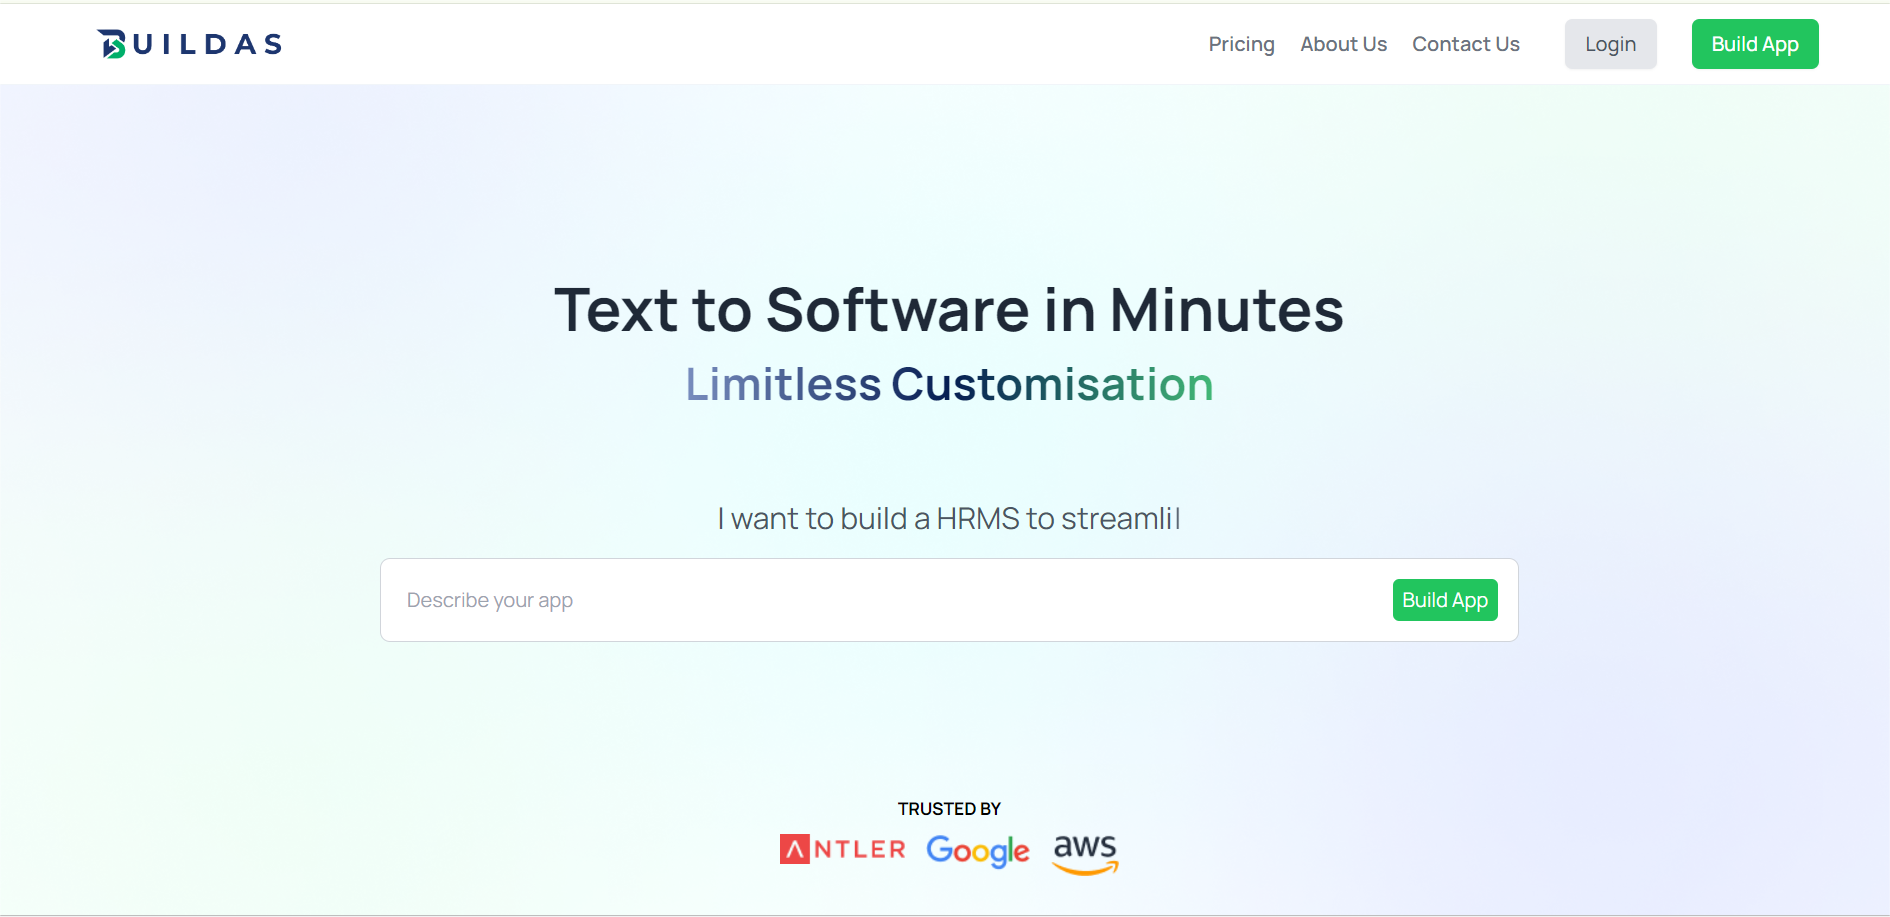 BUILDAS
Pricing About Us Contact Us Login Build App
Text to Software in Minutes
Limitless Customisation
I want to build a HRMS to streamli
Describe your app Build App
TRUSTED BY
ANTLER Google aws